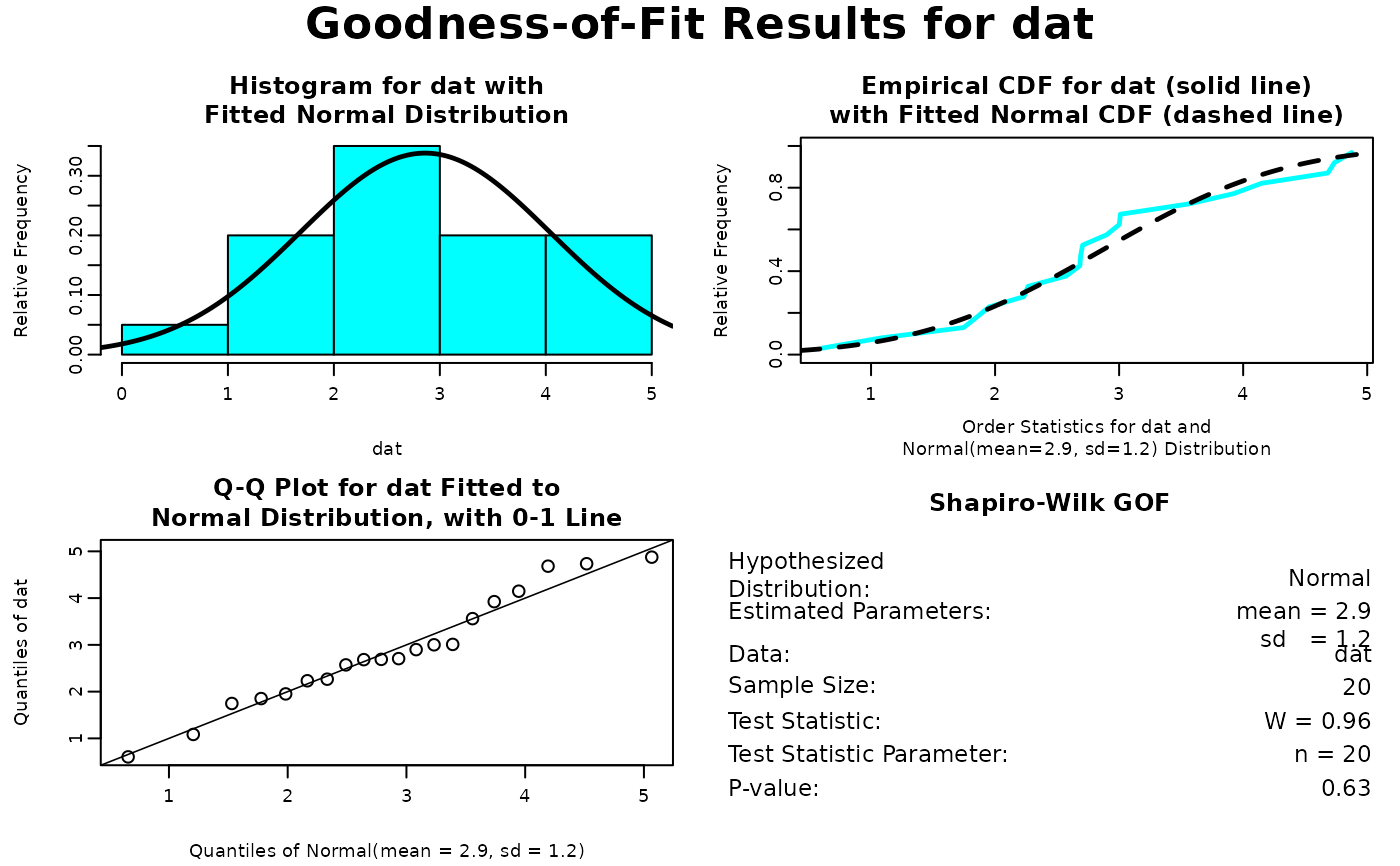 Goodness-of-Fit Results for dat
Histogram for dat with
Fitted Normal Distribution
Relative Frequency
0.00 0.10 0.20 0.30
0 1 2 3 4 5
dat
Empirical CDF for dat (solid line)
with Fitted Normal CDF (dashed line)
Relative Frequency
0.0 0.4 0.8
1 2 3 4 5
Order Statistics for dat and
Normal(mean=2.9, sd=1.2) Distribution
Q-Q Plot for dat Fitted to
Normal Distribution, with 0-1 Line
Quantiles of dat
1 2 3 4 5
1 2 3 4 5
Quantiles of Normal(mean = 2.9, sd = 1.2)
Shapiro-Wilk GOF
Hypothesized
Distribution: Normal
Estimated Parameters: mean = 2.9
sd = 1.2
Data: dat
Sample Size: 20
Test Statistic: W = 0.96
Test Statistic Parameter: n = 20
P-value: 0.63